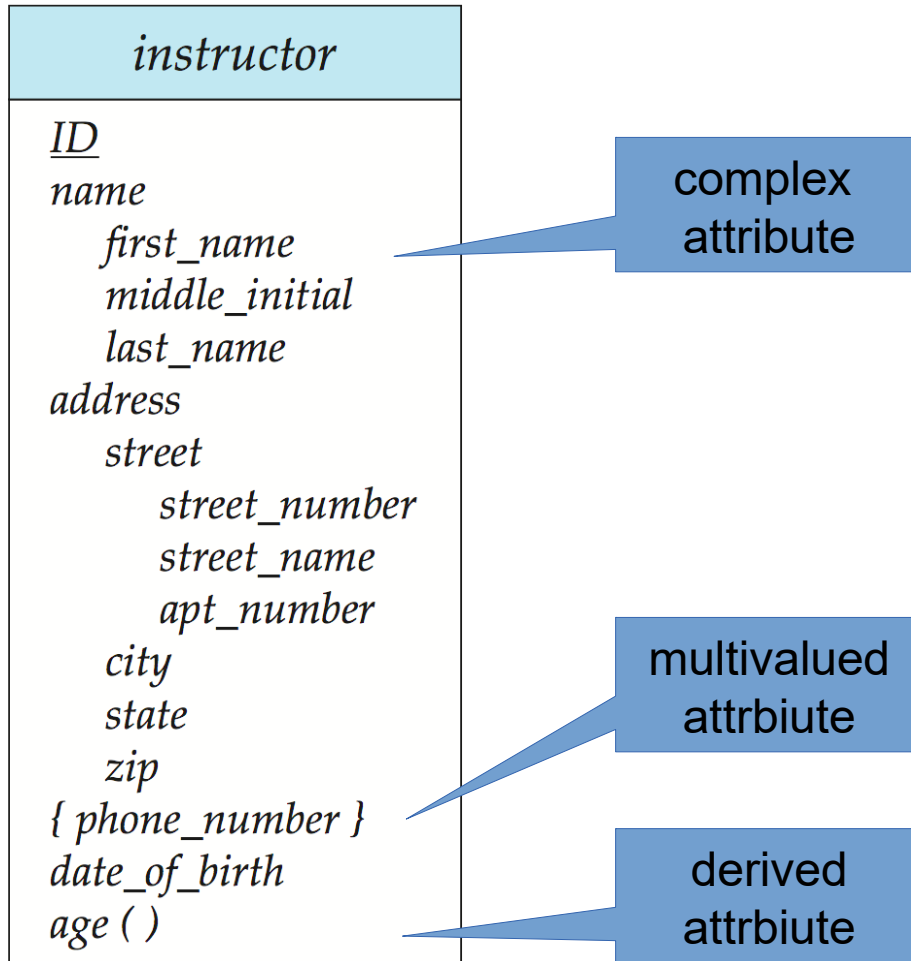 instructor
ID
name
first_name
middle_initial
last_name
address
street
street_number
street_name
apt_number
city
state
zip
{ phone_number }
date_of_birth
age ( )
complex
attribute
multivalued
attrbiute
derived
attrbiute